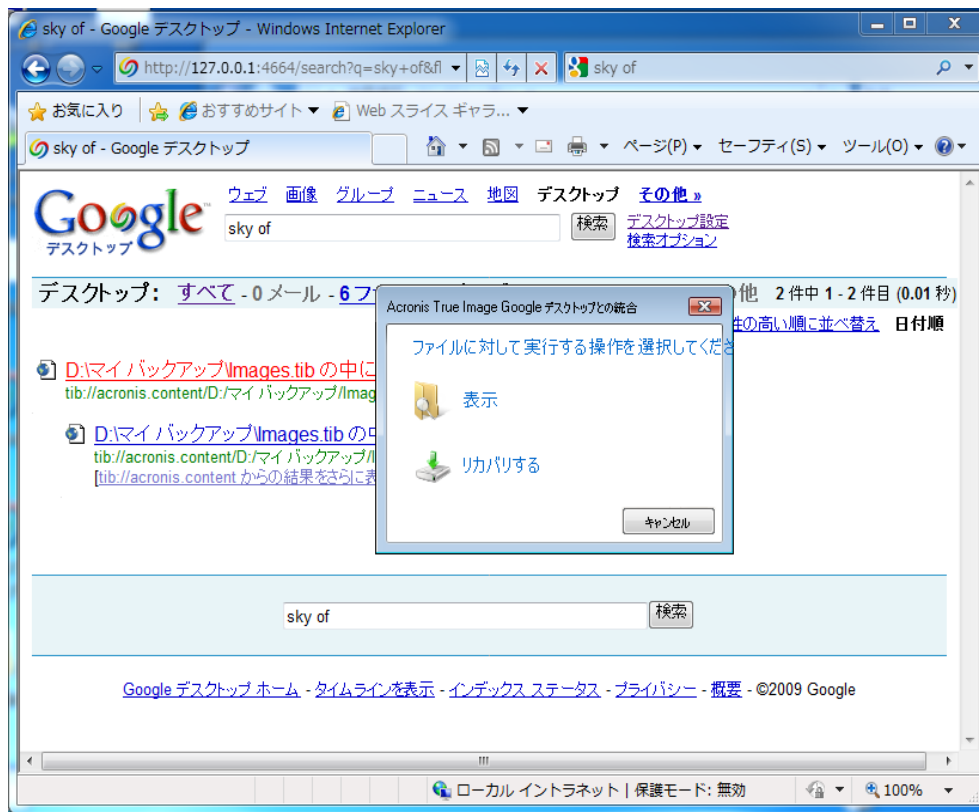 sky of - Google デスクトップ - Windows Internet Explorer
http://127.0.0.1:4664/search?q=sky+of&fl
sky of
お気に入り おすすめサイト Web スライス ギャラ...
sky of - Google デスクトップ
ページ(P) セーフティ(S) ツール(O)
Google デスクトップ
ウェブ 画像 グループ ニュース 地図 デスクトップ その他 »
sky of 検索 デスクトップ設定
検索オプション
デスクトップ: すべて - 0 メール - 6 フ
の他 2 件中 1 - 2 件目 (0.01 秒)
の高い順に並べ替え 日付順
D:\マイ バックアップ\Images.tib の中に
tib://acronis.content/D:/マイ バックアップ/Imag
D:\マイ バックアップ\Images.tib の中
tib://acronis.content/D:/マイ バックアップ/I
[tib://acronis.content からの結果をさらに表
Acronis True Image Google デスクトップとの統合
ファイルに対して実行する操作を選択してくださ
表示
リカバリする
キャンセル
sky of 検索
Google デスクトップ ホーム - タイムラインを表示 - インデックス ステータス - プライバシー - 概要 - ©2009 Google
ローカル イントラネット | 保護モード: 無効 100%